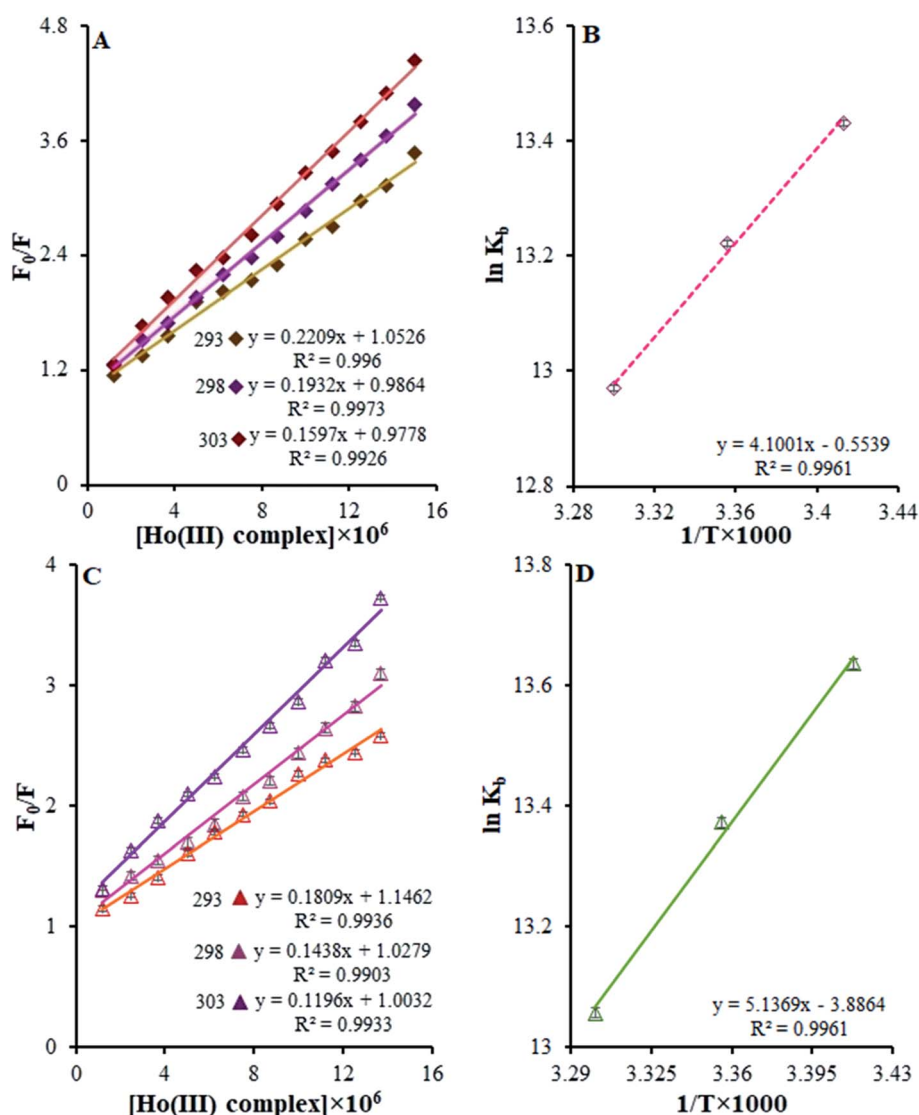 A
4.8
3.6
2.4
1.2
0
F₀/F
293 y = 0.2209x + 1.0526
R² = 0.996
298 y = 0.1932x + 0.9864
R² = 0.9973
303 y = 0.1597x + 0.9778
R² = 0.9926
0 4 8 12 16
[Ho(III) complex]×10⁶
B
13.6
13.4
13.2
13
12.8
ln K_b
y = 4.1001x - 0.5539
R² = 0.9961
3.28 3.32 3.36 3.4 3.44
1/T×1000
C
4
3
2
1
0
F₀/F
293 y = 0.1809x + 1.1462
R² = 0.9936
298 y = 0.1438x + 1.0279
R² = 0.9903
303 y = 0.1196x + 1.0032
R² = 0.9933
0 4 8 12 16
[Ho(III) complex]×10⁶
D
13.8
13.6
13.4
13.2
13
ln K_b
y = 5.1369x - 3.8864
R² = 0.9961
3.29 3.325 3.36 3.395 3.43
1/T×1000